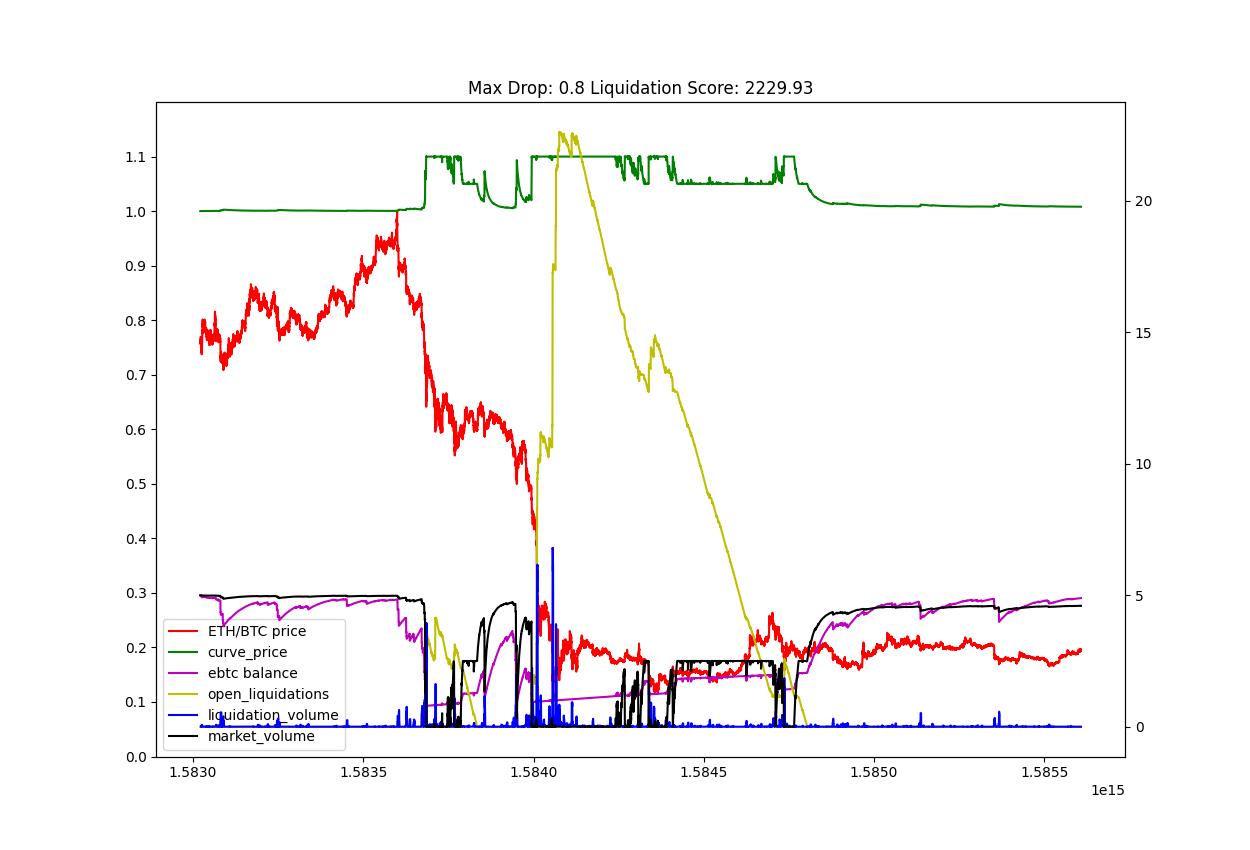 Max Drop: 0.8 Liquidation Score: 2229.93
1.1
1.0
0.9
0.8
0.7
0.6
0.5
0.4
0.3
0.2
0.1
0.0
20
15
10
5
0
ETH/BTC price
curve_price
ebtc balance
open_liquidations
liquidation_volume
market_volume
1.5830 1.5835 1.5840 1.5845 1.5850 1.5855
1e15